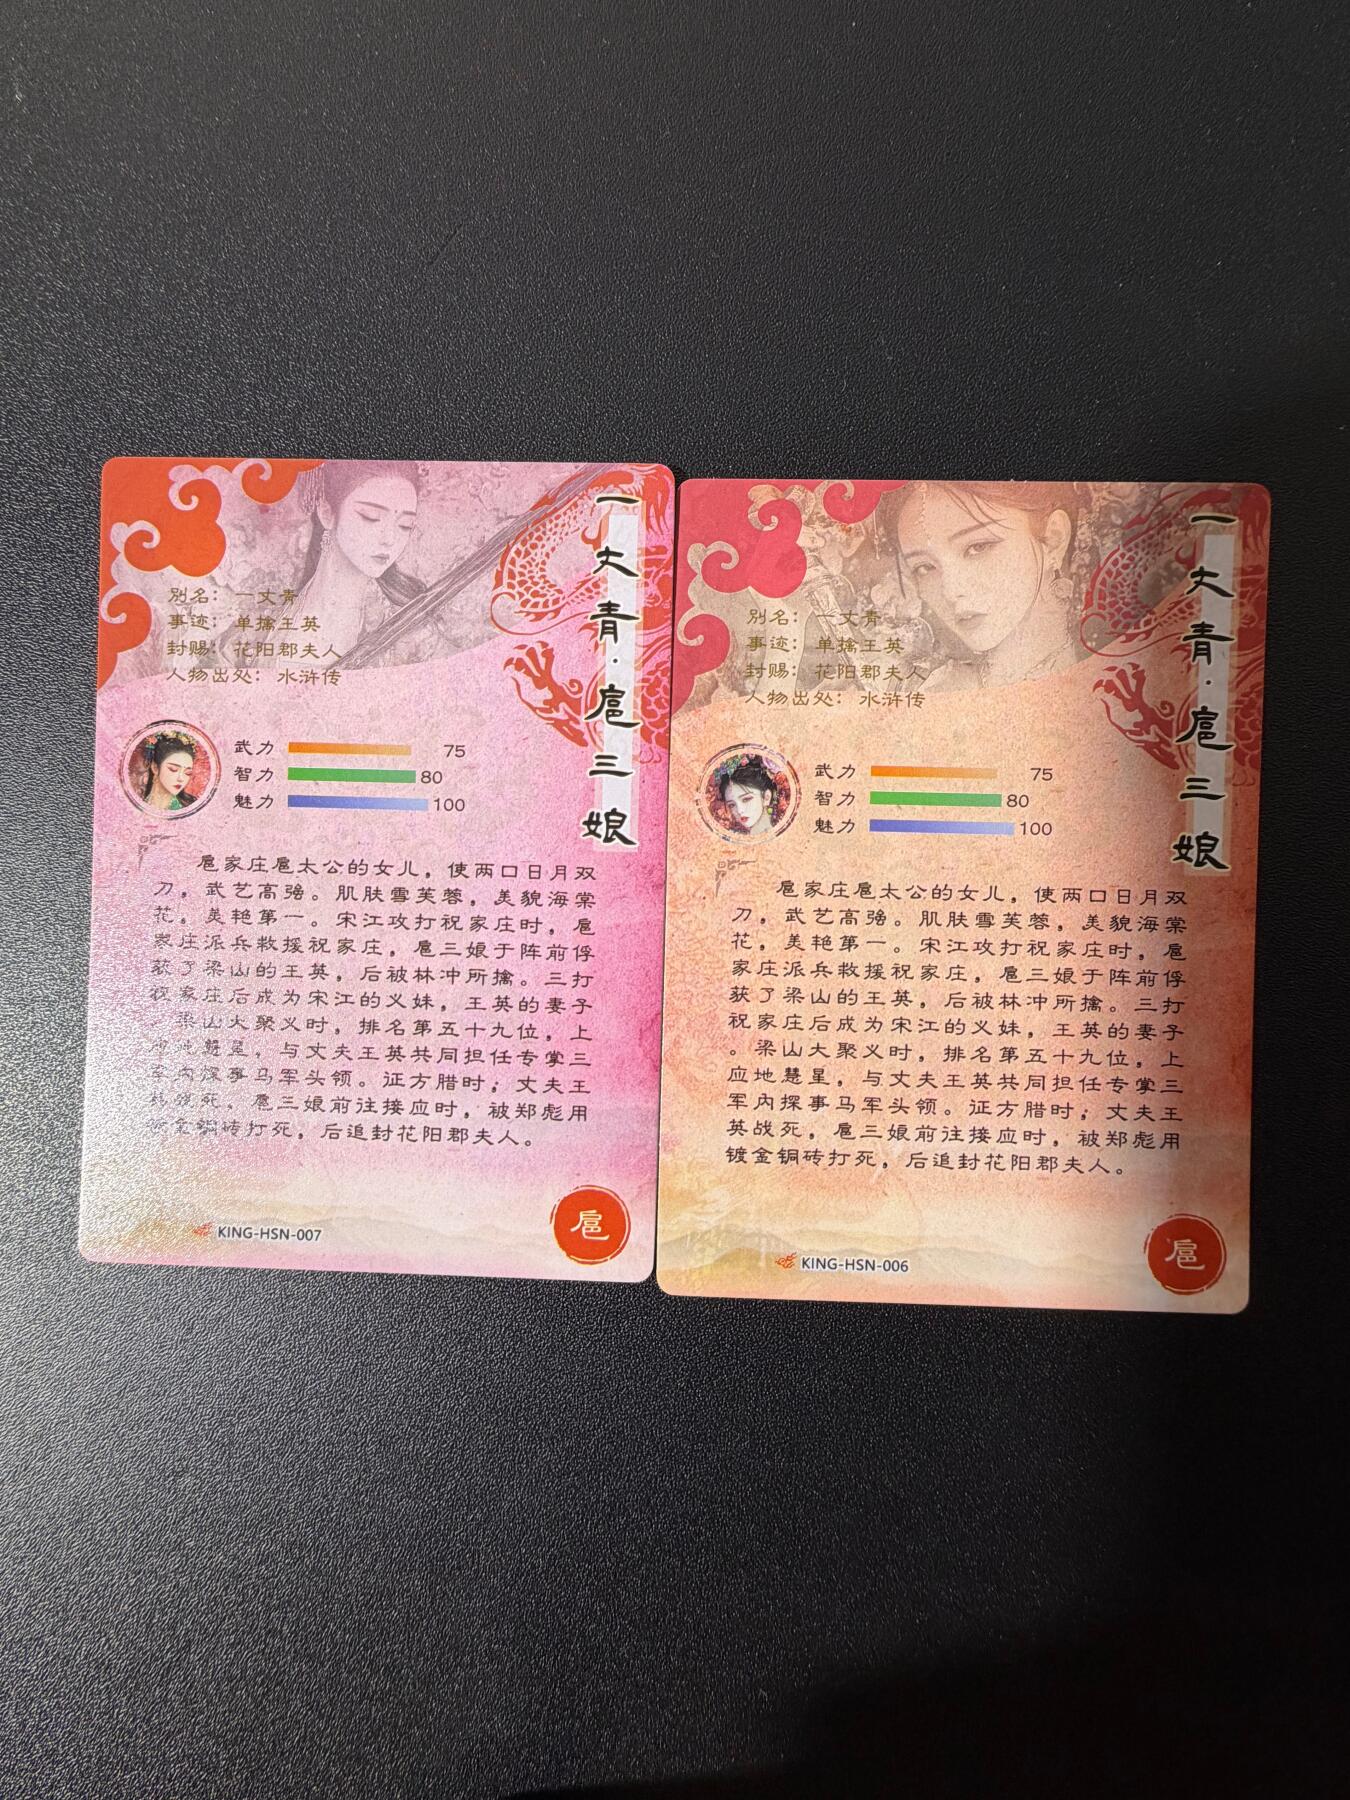 一丈青·扈三娘
别名：一丈青
事迹：单擒王英
封赐：花阳郡夫人
人物出处：水浒传
武力 75
智力 80
魅力 100
扈家庄扈太公的女儿，使两口日月双
刀，武艺高强。肌肤雪芙蓉，美貌海棠
花，美艳第一。宋江攻打祝家庄时，扈
家庄派兵救援祝家庄，扈三娘于阵前俘
获了梁山的王英，后被林冲所擒。三打
祝家庄后成为宋江的义妹，王英的妻子
。梁山大聚义时，排名第五十九位，上
应地慧星，与丈夫王英共同担任专掌三
军内探事马军头领。证方腊时；丈夫王
英战死，扈三娘前往接应时，被郑彪用
镀金铜砖打死，后追封花阳郡夫人。
KING-HSN-007
扈
一丈青·扈三娘
别名：一丈青
事迹：单擒王英
封赐：花阳郡夫人
人物出处：水浒传
武力 75
智力 80
魅力 100
扈家庄扈太公的女儿，使两口日月双
刀，武艺高强。肌肤雪芙蓉，美貌海棠
花，美艳第一。宋江攻打祝家庄时，扈
家庄派兵救援祝家庄，扈三娘于阵前俘
获了梁山的王英，后被林冲所擒。三打
祝家庄后成为宋江的义妹，王英的妻子
。梁山大聚义时，排名第五十九位，上
应地慧星，与丈夫王英共同担任专掌三
军内探事马军头领。证方腊时；丈夫王
英战死，扈三娘前往接应时，被郑彪用
镀金铜砖打死，后追封花阳郡夫人。
KING-HSN-006
扈